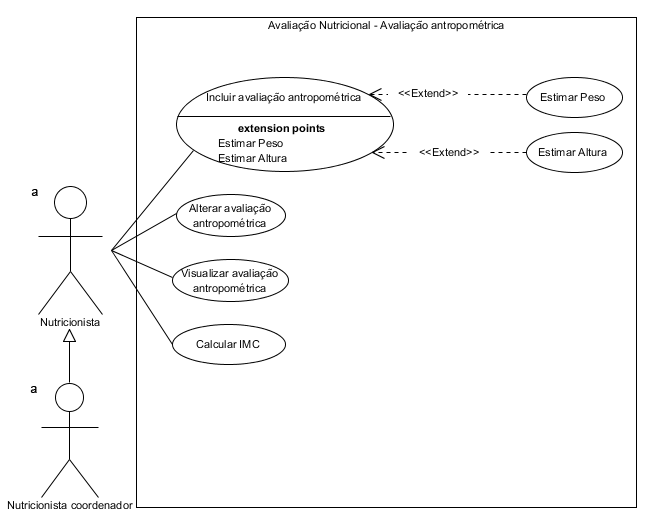 Avaliação Nutricional - Avaliação antropométrica
Incluir avaliação antropométrica
<<Extend>>
Estimar Peso
extension points
Estimar Peso
Estimar Altura
<<Extend>>
Estimar Altura
a
Alterar avaliação
antropométrica
Visualizar avaliação
antropométrica
Nutricionista
Calcular IMC
a
Nutricionista coordenador